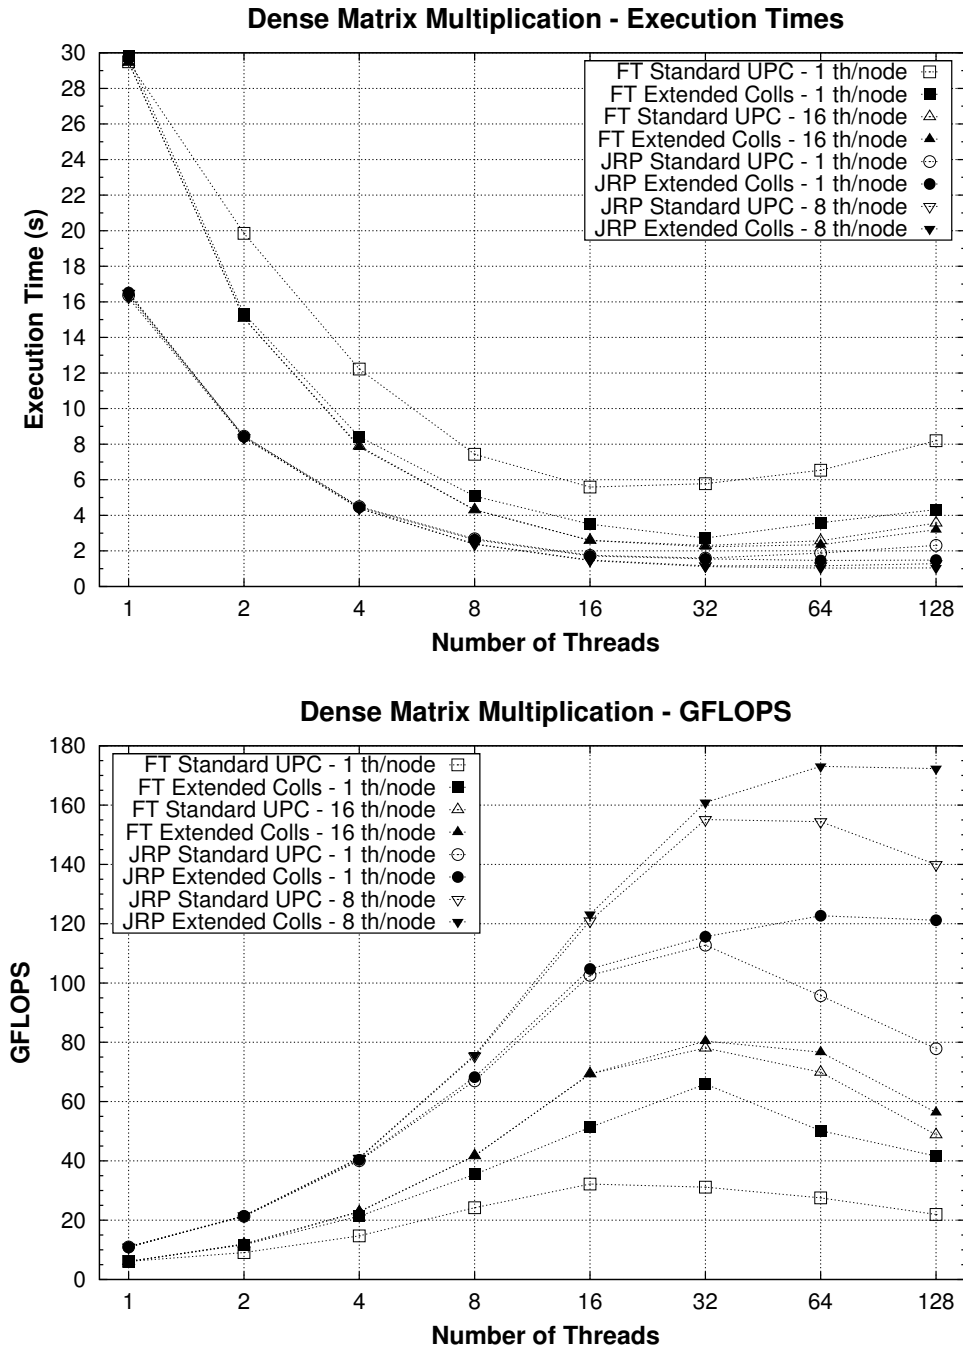 Dense Matrix Multiplication - Execution Times
Execution Time (s)
30
28
26
24
22
20
18
16
14
12
10
8
6
4
2
0
FT Standard UPC - 1 th/node
FT Extended Colls - 1 th/node
FT Standard UPC - 16 th/node
FT Extended Colls - 16 th/node
JRP Standard UPC - 1 th/node
JRP Extended Colls - 1 th/node
JRP Standard UPC - 8 th/node
JRP Extended Colls - 8 th/node
1 2 4 8 16 32 64 128
Number of Threads
Dense Matrix Multiplication - GFLOPS
GFLOPS
180
160
140
120
100
80
60
40
20
0
FT Standard UPC - 1 th/node
FT Extended Colls - 1 th/node
FT Standard UPC - 16 th/node
FT Extended Colls - 16 th/node
JRP Standard UPC - 1 th/node
JRP Extended Colls - 1 th/node
JRP Standard UPC - 8 th/node
JRP Extended Colls - 8 th/node
1 2 4 8 16 32 64 128
Number of Threads